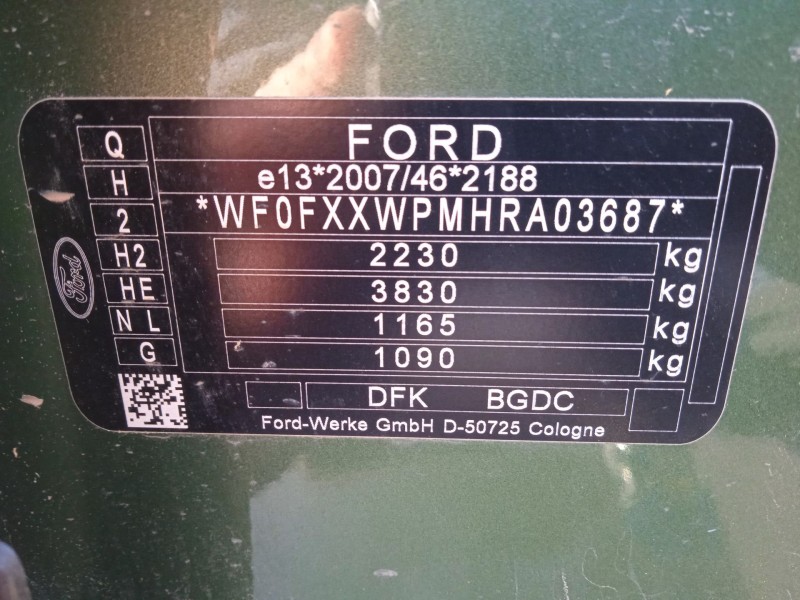 Q FORD
H e13*2007/46*2188
2 *WF0FXXWPMHRA03687*
H2 2230 kg
HE 3830 kg
N L 1165 kg
G 1090 kg
Ford
DFK BGDC
Ford-Werke GmbH D-50725 Cologne